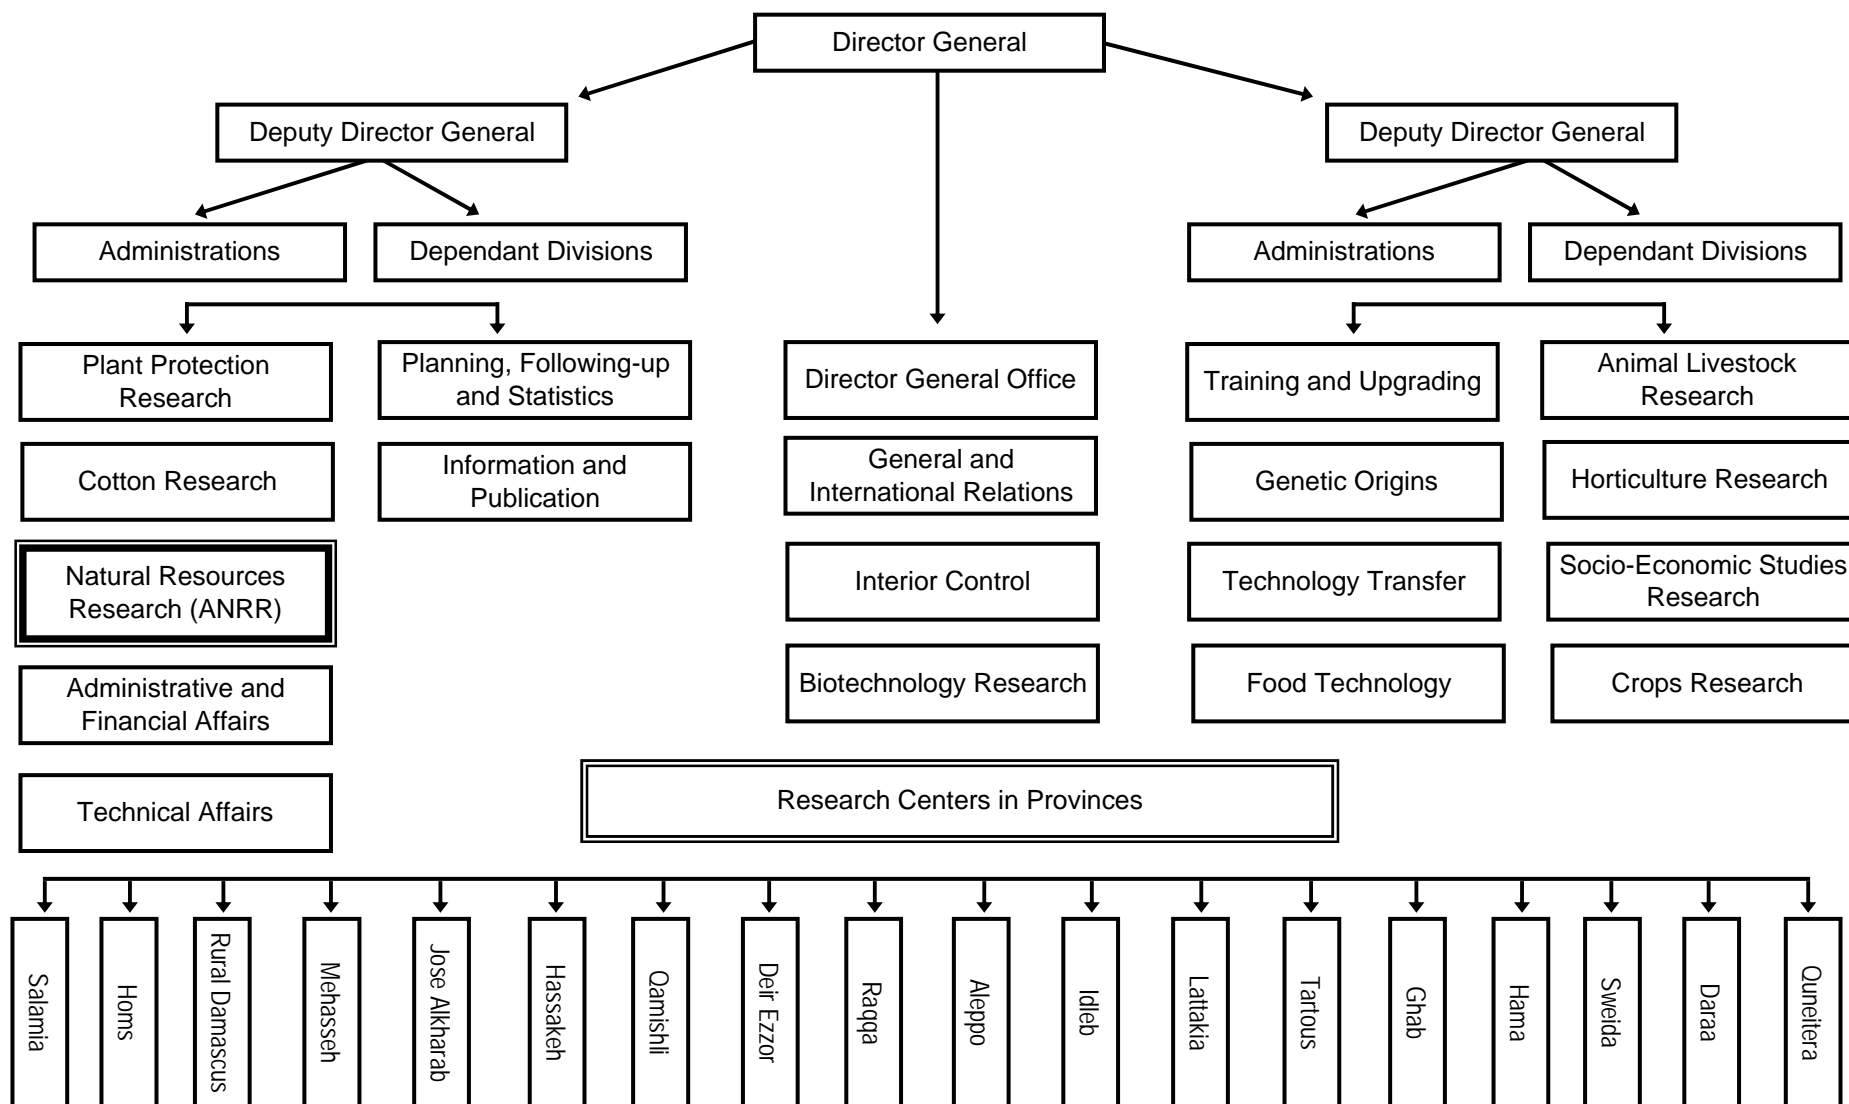 Director General
Deputy Director General
Deputy Director General
Administrations
Dependant Divisions
Administrations
Dependant Divisions
Plant Protection
Research
Planning, Following-up
and Statistics
Director General Office
Training and Upgrading
Animal Livestock
Research
Cotton Research
Information and
Publication
General and
International Relations
Genetic Origins
Horticulture Research
Natural Resources
Research (ANRR)
Interior Control
Technology Transfer
Socio-Economic Studies
Research
Administrative and
Financial Affairs
Biotechnology Research
Food Technology
Crops Research
Technical Affairs
Research Centers in Provinces
Salamia
Homs
Rural Damascus
Mehasseh
Jose Alkharab
Hassakeh
Qamishli
Deir Ezzor
Raqqa
Aleppo
Idleb
Lattakia
Tartous
Ghab
Hama
Sweida
Daraa
Quneitera